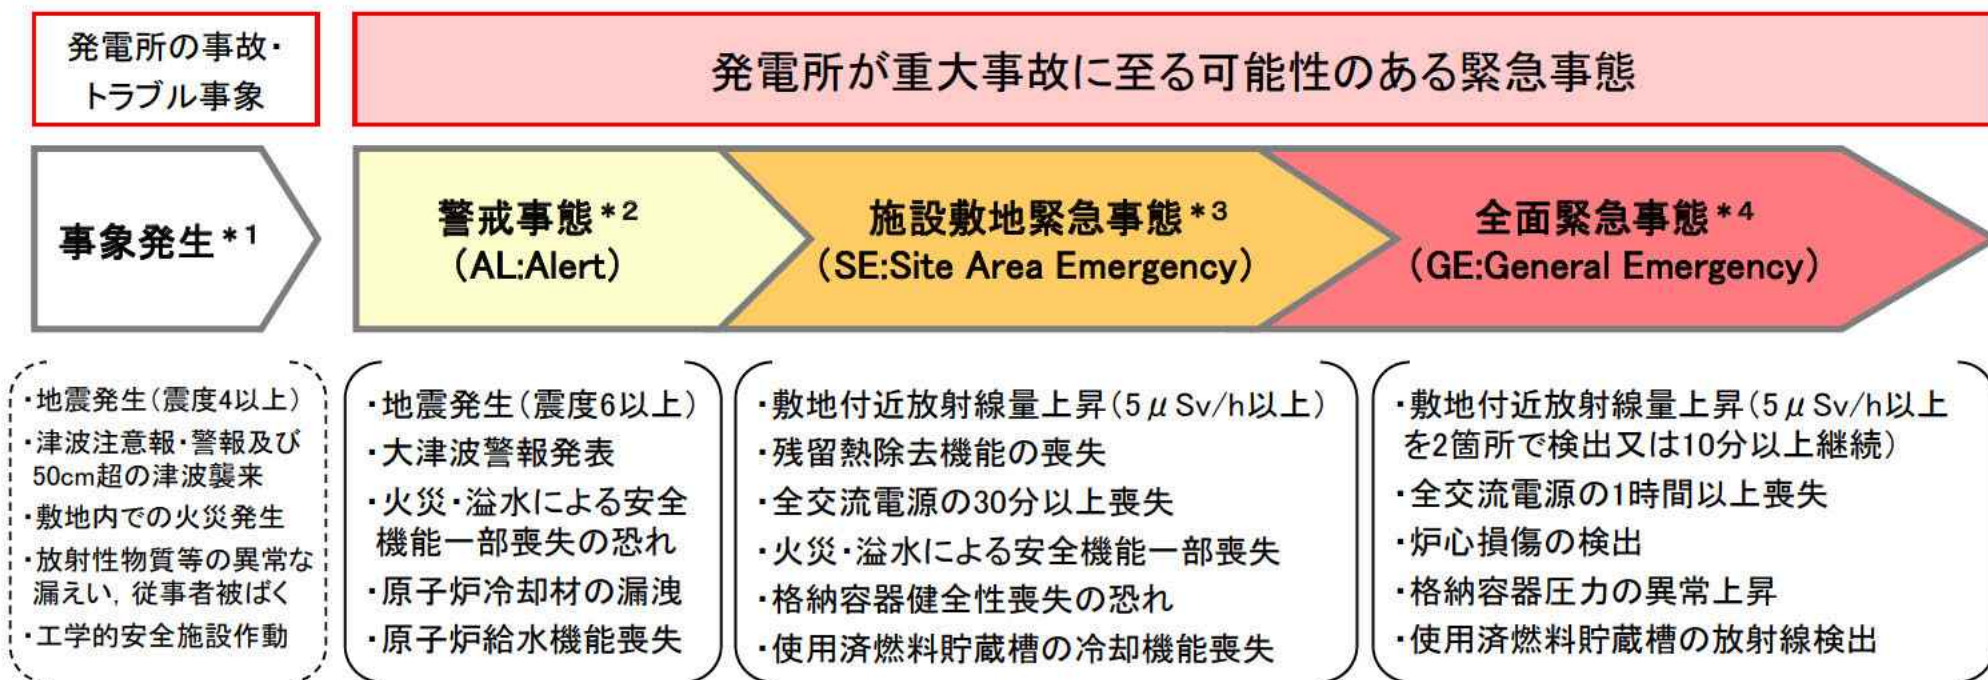 発電所の事故・
トラブル事象
発電所が重大事故に至る可能性のある緊急事態
事象発生*1
警戒事態*2
(AL:Alert)
施設敷地緊急事態*3
(SE:Site Area Emergency)
全面緊急事態*4
(GE:General Emergency)
・地震発生(震度4以上)
・津波注意報・警報及び
50cm超の津波襲来
・敷地内での火災発生
・放射性物質等の異常な
漏えい,従事者被ばく
・工学的安全施設作動
・地震発生(震度6以上)
・大津波警報発表
・火災・溢水による安全
機能一部喪失の恐れ
・原子炉冷却材の漏洩
・原子炉給水機能喪失
・敷地付近放射線量上昇(5μSv/h以上)
・残留熱除去機能の喪失
・全交流電源の30分以上喪失
・火災・溢水による安全機能一部喪失
・格納容器健全性喪失の恐れ
・使用済燃料貯蔵槽の冷却機能喪失
・敷地付近放射線量上昇(5μSv/h以上
を2箇所で検出又は10分以上継続)
・全交流電源の1時間以上喪失
・炉心損傷の検出
・格納容器圧力の異常上昇
・使用済燃料貯蔵槽の放射線検出